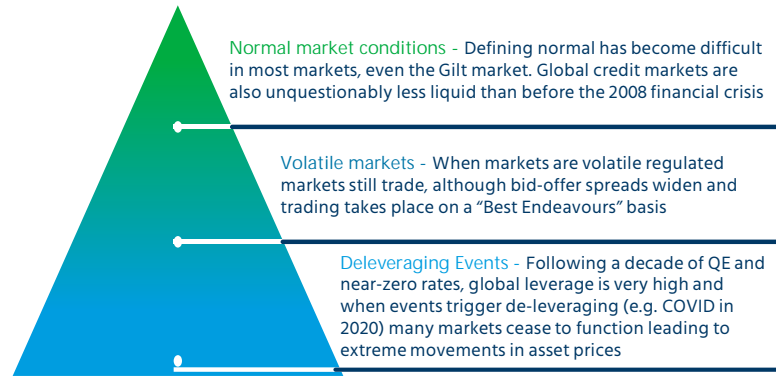 Normal market conditions - Defining normal has become difficult
in most markets, even the Gilt market. Global credit markets are
also unquestionably less liquid than before the 2008 financial crisis
Volatile markets - When markets are volatile regulated
markets still trade, although bid-offer spreads widen and
trading takes place on a “Best Endeavours” basis
Deleveraging Events - Following a decade of QE and
near-zero rates, global leverage is very high and
when events trigger de-leveraging (e.g. COVID in
2020) many markets cease to function leading to
extreme movements in asset prices